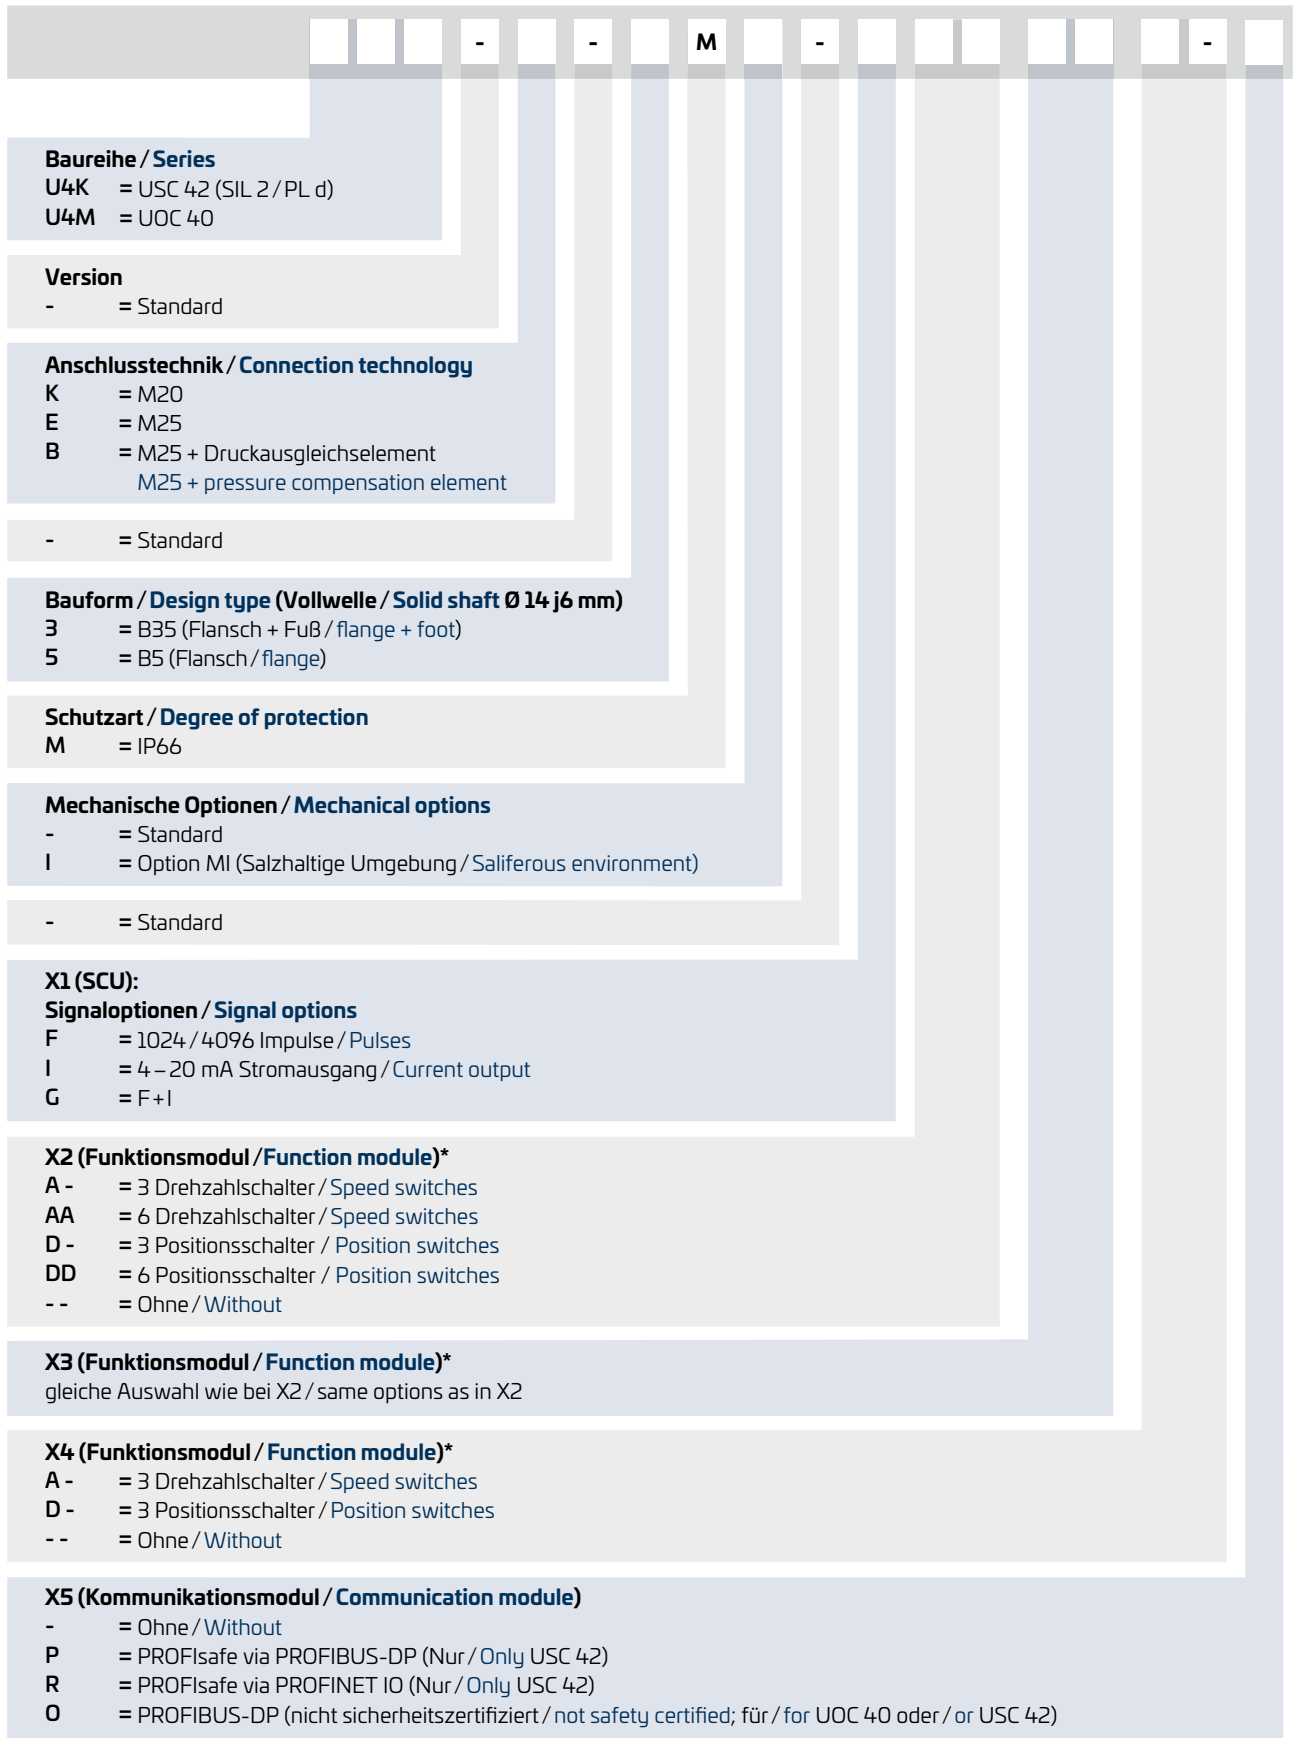 - - M - -
Baureihe / Series
U4K = USC 42 (SIL 2 / PL d)
U4M = UOC 40
Version
- = Standard
Anschlusstechnik / Connection technology
K = M20
E = M25
B = M25 + Druckausgleichselement
M25 + pressure compensation element
- = Standard
Bauform / Design type (Vollwelle / Solid shaft Ø 14 j6 mm)
3 = B35 (Flansch + Fuß / flange + foot)
5 = B5 (Flansch / flange)
Schutzart / Degree of protection
M = IP66
Mechanische Optionen / Mechanical options
- = Standard
I = Option MI (Salzhaltige Umgebung / Saliferous environment)
- = Standard
X1 (SCU):
Signaloptionen / Signal options
F = 1024 / 4096 Impulse / Pulses
I = 4 – 20 mA Stromausgang / Current output
G = F + I
X2 (Funktionsmodul / Function module)*
A - = 3 Drehzahlschalter / Speed switches
AA = 6 Drehzahlschalter / Speed switches
D - = 3 Positionsschalter / Position switches
DD = 6 Positionsschalter / Position switches
- - = Ohne / Without
X3 (Funktionsmodul / Function module)*
gleiche Auswahl wie bei X2 / same options as in X2
X4 (Funktionsmodul / Function module)*
A - = 3 Drehzahlschalter / Speed switches
D - = 3 Positionsschalter / Position switches
- - = Ohne / Without
X5 (Kommunikationsmodul / Communication module)
- = Ohne / Without
P = PROFIsafe via PROFIBUS-DP (Nur / Only USC 42)
R = PROFIsafe via PROFINET IO (Nur / Only USC 42)
O = PROFIBUS-DP (nicht sicherheitszertifiziert / not safety certified; für / for UOC 40 oder / or USC 42)